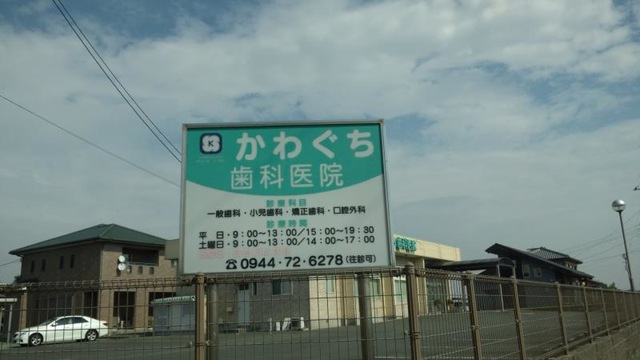 K
かわぐち
歯科医院
診療科目
一般歯科・小児歯科・矯正歯科・口腔外科
診療時間
平　日・9:00〜13:00/15:00〜19:30
土曜日・9:00〜13:00/14:00〜17:00
☎0944-72-6278(往診可)